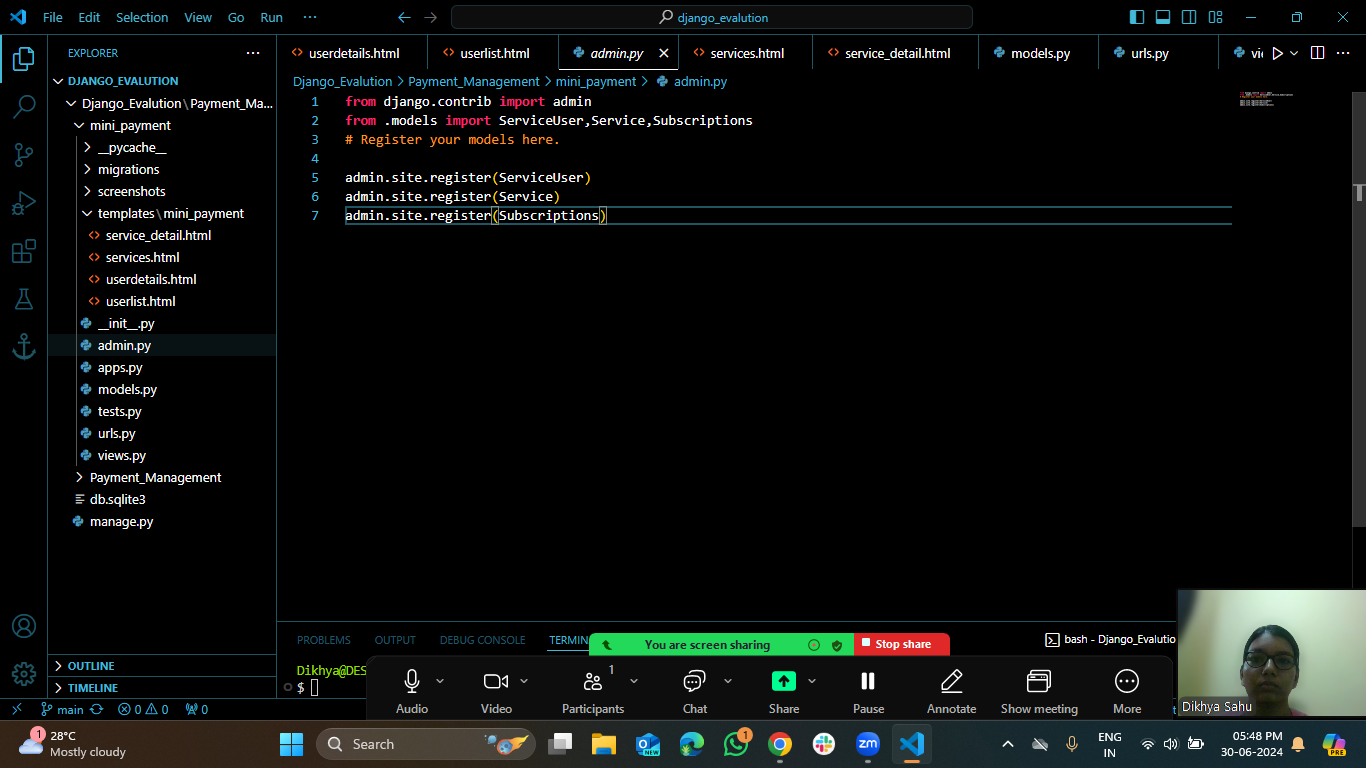 File Edit Selection View Go Run ···
django_evalution
EXPLORER ···
DJANGO_EVALUTION
Django_Evalution\Payment_Ma...
mini_payment
__pycache__
migrations
screenshots
templates\mini_payment
service_detail.html
services.html
userdetails.html
userlist.html
__init__.py
admin.py
apps.py
models.py
tests.py
urls.py
views.py
Payment_Management
db.sqlite3
manage.py
OUTLINE
TIMELINE
userdetails.html userlist.html admin.py services.html service_detail.html models.py urls.py vi
Django_Evalution > Payment_Management > mini_payment > admin.py
1 from django.contrib import admin
2 from .models import ServiceUser,Service,Subscriptions
3 # Register your models here.
4
5 admin.site.register(ServiceUser)
6 admin.site.register(Service)
7 admin.site.register(Subscriptions)
PROBLEMS OUTPUT DEBUG CONSOLE TERMIN
bash - Django_Evalutio
You are screen sharing Stop share
Dikhya@DES
$
Audio Video Participants 1 Chat Share Pause Annotate Show meeting More
Dikhya Sahu
main 0 0 0
1
28°C
Mostly cloudy
Search
1
ENG
IN
05:48 PM
30-06-2024
PRE